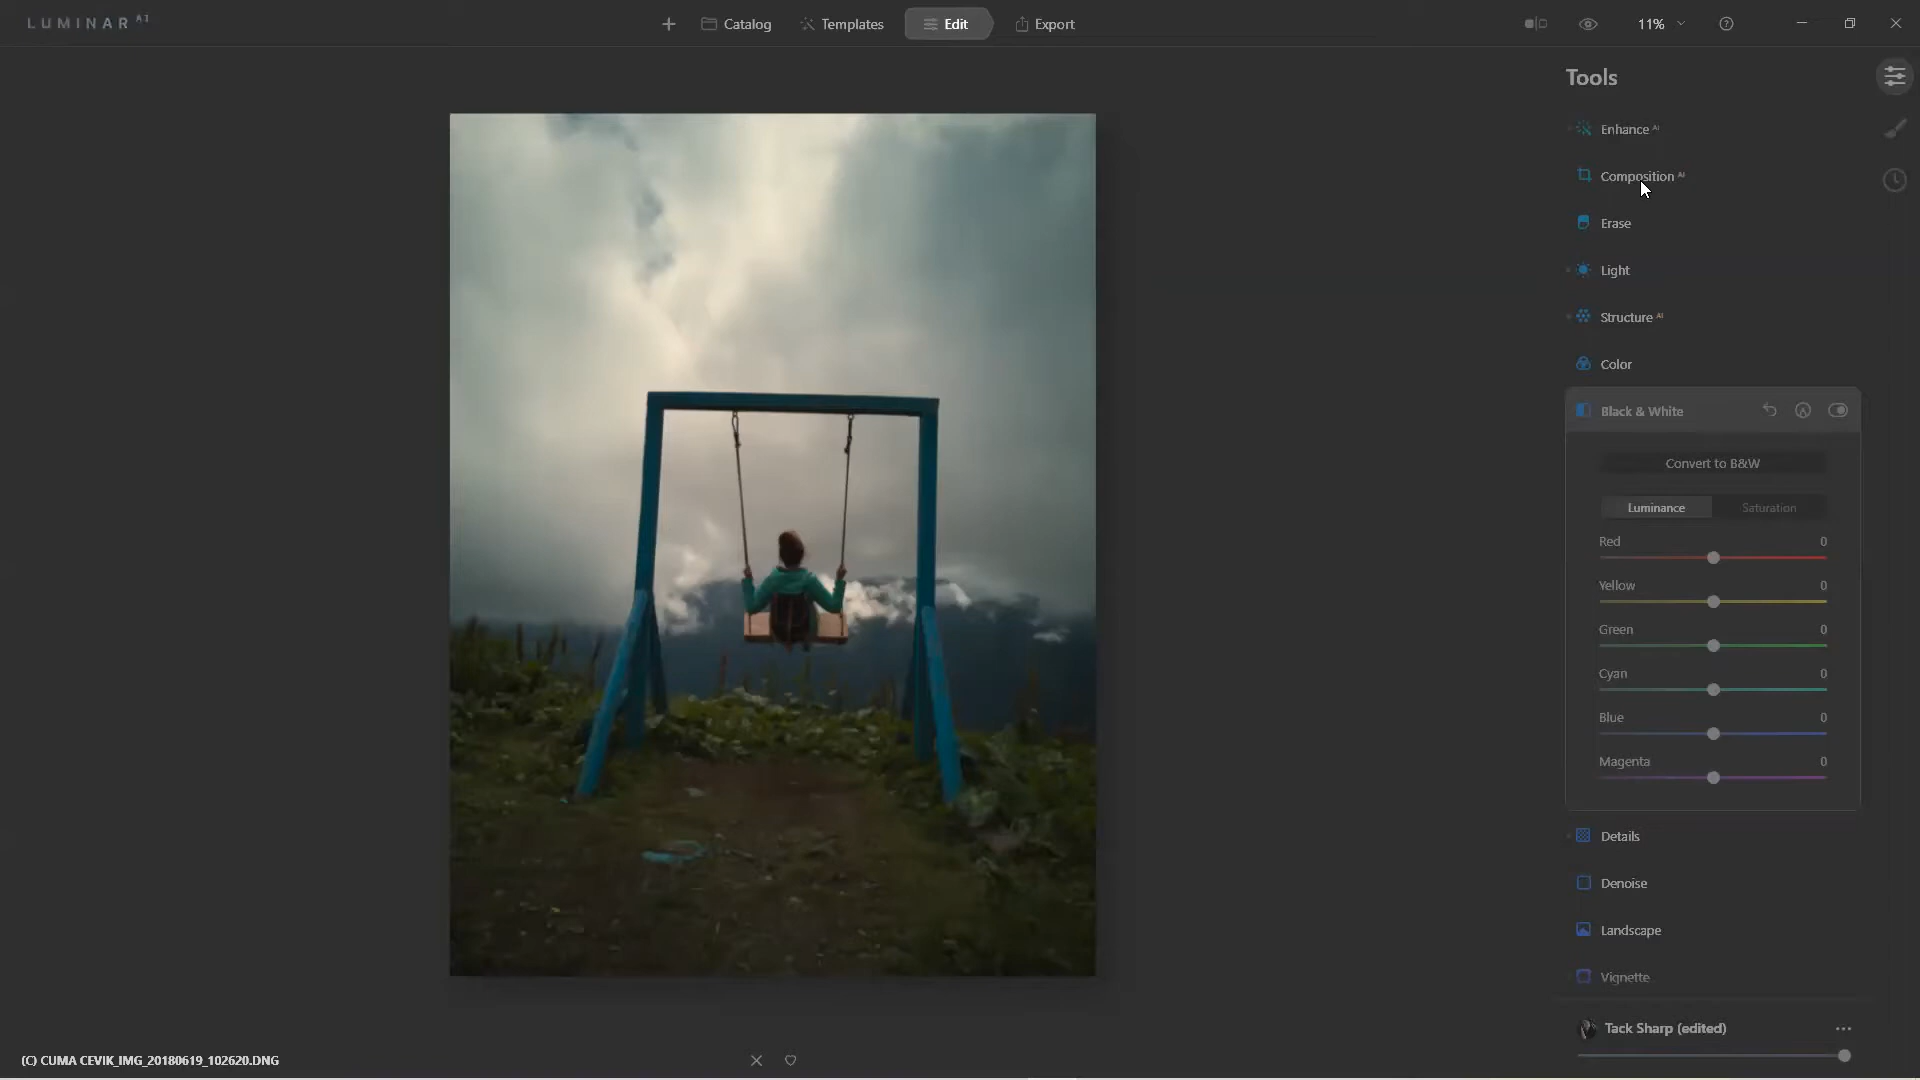 LUMINAR AI
Catalog
Templates
Edit
Export
11%
Tools
Enhance AI
Composition AI
Erase
Light
Structure AI
Color
Black & White
Convert to B&W
Luminance
Saturation
Red 0
Yellow 0
Green 0
Cyan 0
Blue 0
Magenta 0
Details
Denoise
Landscape
Vignette
Tack Sharp (edited)
(C) CUMA CEVIK_IMG_20180619_102620.DNG